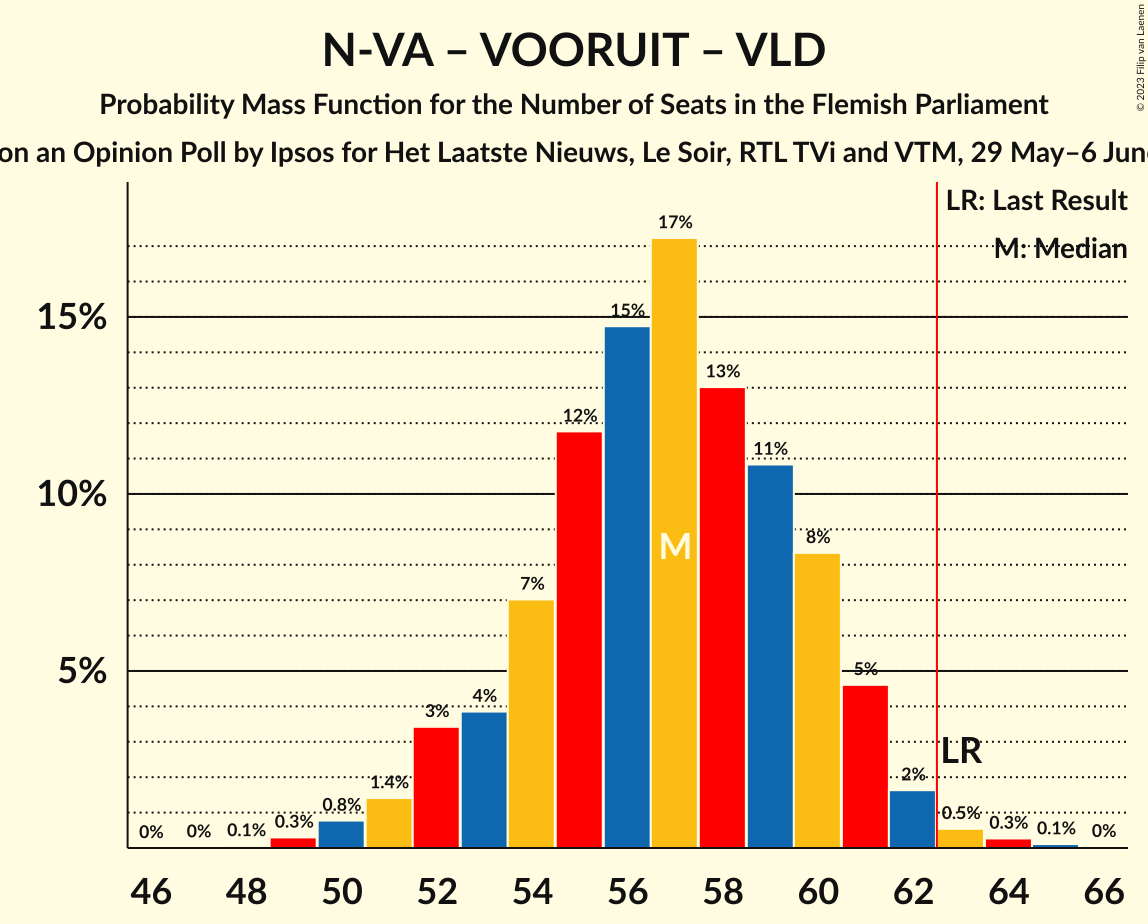 N-VA – VOORUIT – VLD
Probability Mass Function for the Number of Seats in the Flemish Parliament
on an Opinion Poll by Ipsos for Het Laatste Nieuws, Le Soir, RTL TVi and VTM, 29 May–6 June
© 2023 Filip van Laenen
LR: Last Result
M: Median
17%
15%
15%
13%
12%
11%
10%
8%
M
7%
5%
5%
4%
3%
LR
2%
1.4%
0.8%
0.5%
0.3%
0.3%
0.1%
0.1%
0%
0%
0%
46 48 50 52 54 56 58 60 62 64 66